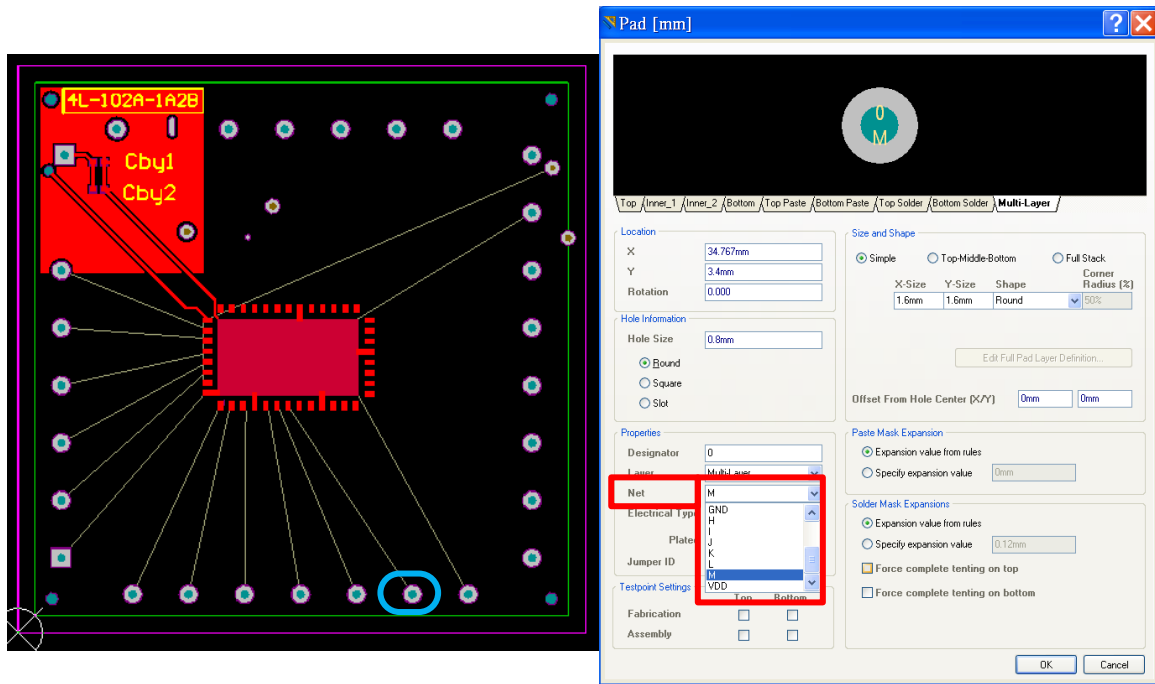 4L-102A-1A2B
Cby1
Cby2
Pad [mm]
0
M
Top Inner_1 Inner_2 Bottom Top Paste Bottom Paste Top Solder Bottom Solder Multi-Layer
Location
X 34.767mm
Y 3.4mm
Rotation 0.000
Hole Information
Hole Size 0.8mm
Round
Square
Slot
Properties
Designator 0
Layer Multi-Layer
Net M
Electrical Type
GND
H
I
J
K
L
M
VDD
Plated
Jumper ID
Testpoint Settings
Top Bottom
Fabrication
Assembly
Size and Shape
Simple Top-Middle-Bottom Full Stack
X-Size Y-Size Shape Corner Radius (%)
1.6mm 1.6mm Round 50%
Edit Full Pad Layer Definition...
Offset From Hole Center (X/Y) 0mm 0mm
Paste Mask Expansion
Expansion value from rules
Specify expansion value 0mm
Solder Mask Expansions
Expansion value from rules
Specify expansion value 0.12mm
Force complete tenting on top
Force complete tenting on bottom
OK Cancel